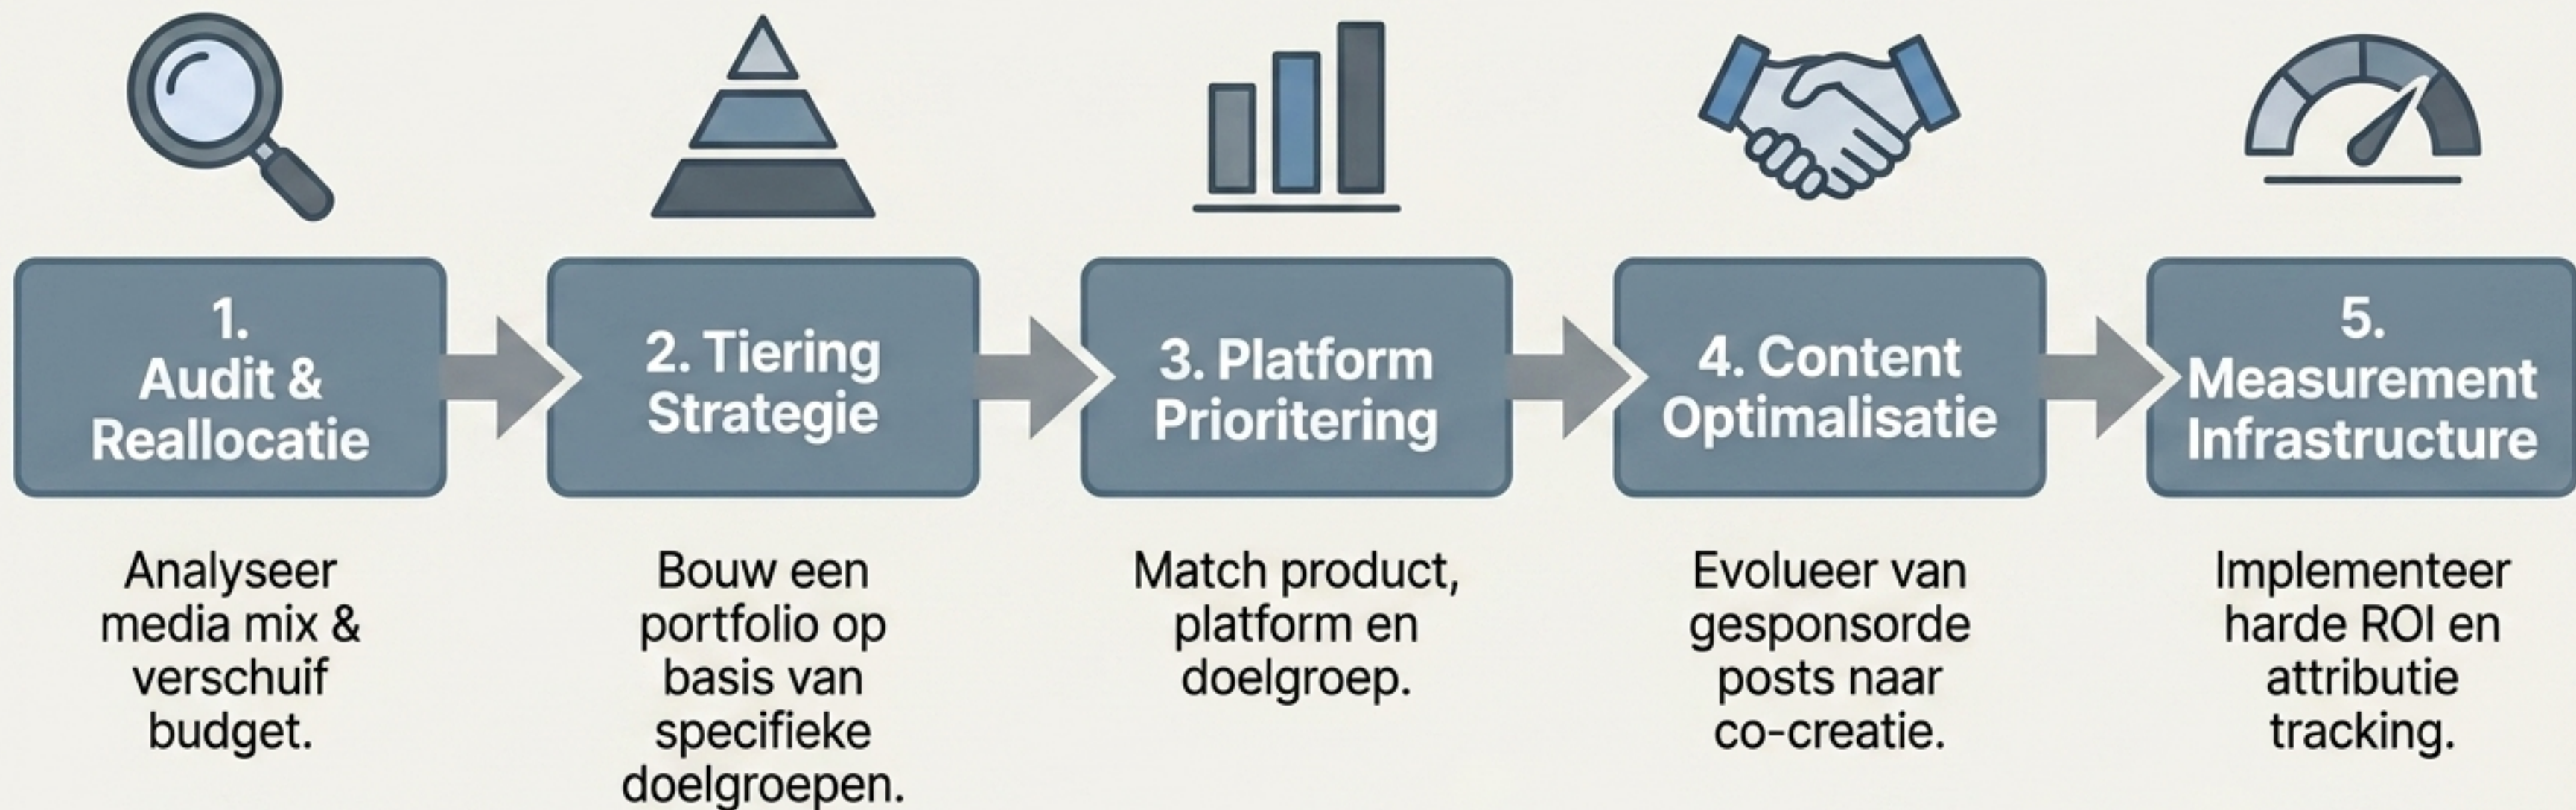 1.
Audit &
Reallocatie
2. Tiering
Strategie
3. Platform
Prioritering
4. Content
Optimalisatie
5.
Measurement
Infrastructure
Analyseer
media mix &
verschuif
budget.
Bouw een
portfolio op
basis van
specifieke
doelgroepen.
Match product,
platform en
doelgroep.
Evolueer van
gesponsorde
posts naar
co-creatie.
Implementeer
harde ROI en
attributie
tracking.